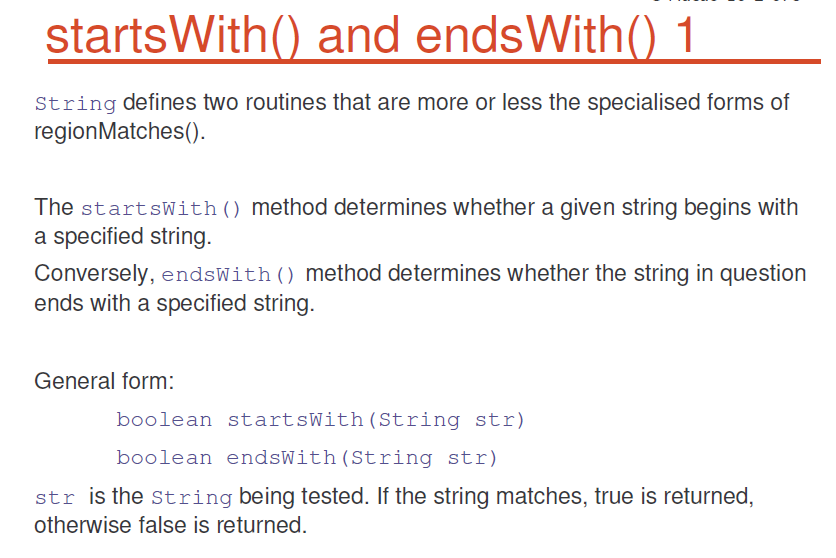 startsWith() and endsWith() 1
String defines two routines that are more or less the specialised forms of
regionMatches().
The startsWith() method determines whether a given string begins with
a specified string.
Conversely, endsWith() method determines whether the string in question
ends with a specified string.
General form:
boolean startsWith(String str)
boolean endsWith(String str)
str is the String being tested. If the string matches, true is returned,
otherwise false is returned.